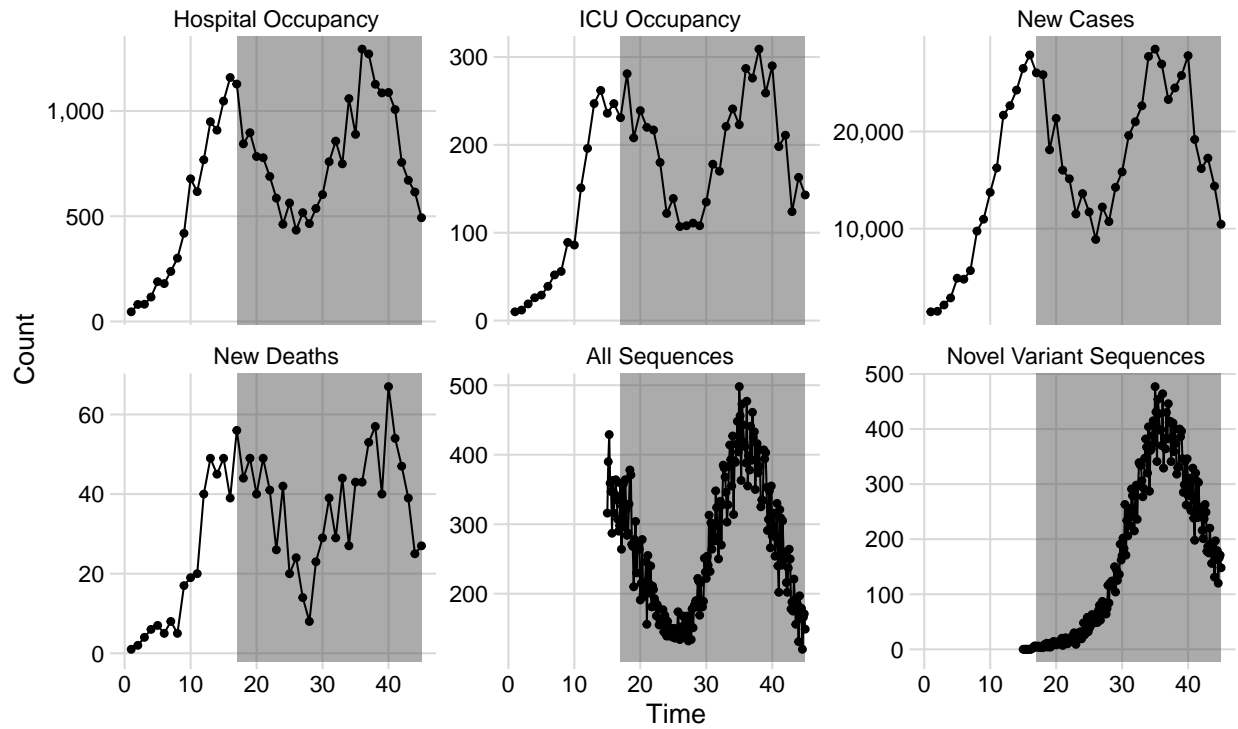 Hospital Occupancy
ICU Occupancy
New Cases
1,000
500
0
300
200
100
0
20,000
10,000
Count
New Deaths
All Sequences
Novel Variant Sequences
60
40
20
0
500
400
300
200
500
400
300
200
100
0
0 10 20 30 40
0 10 20 30 40
0 10 20 30 40
Time